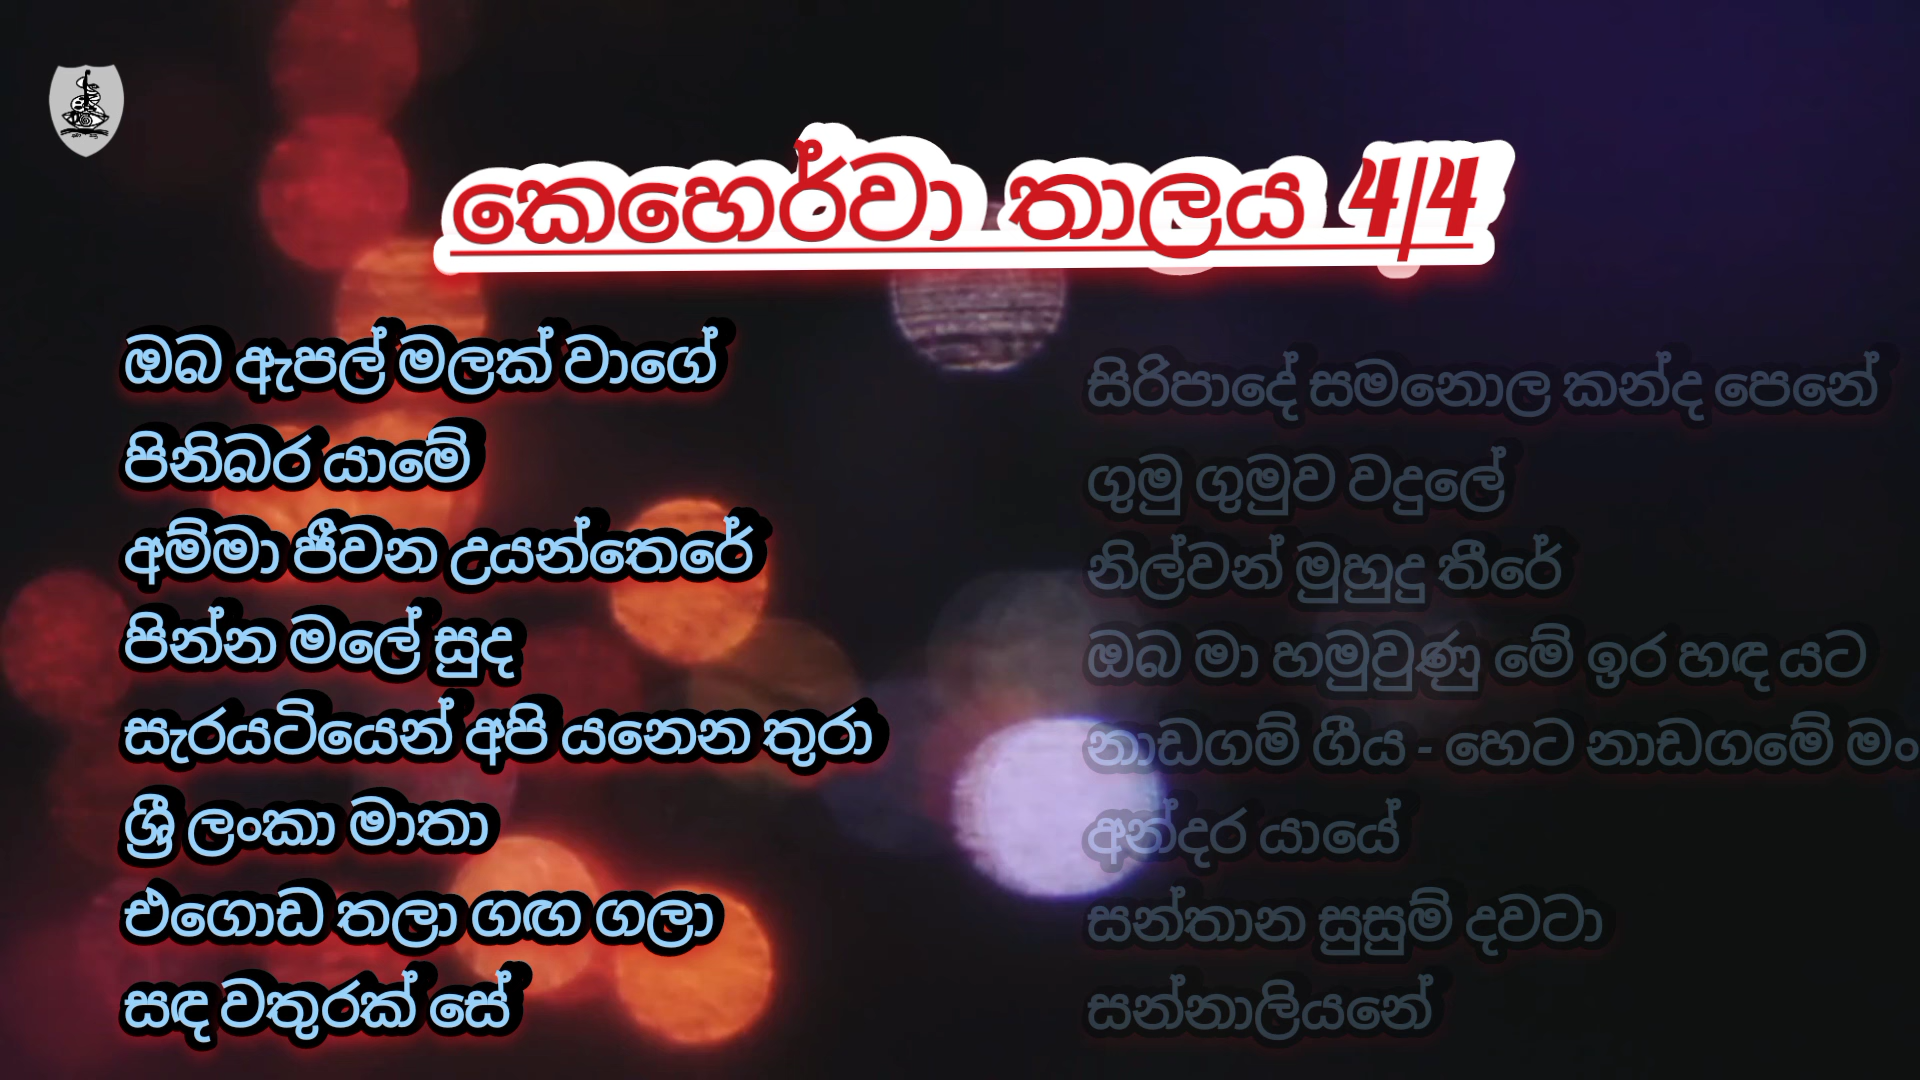 කෙහෙර්වා තාලය 4/4
ඔබ ඇපල් මලක් වාගේ
පිනිබර යාමේ
අම්මා ජීවන උයන්තෙරේ
පින්න මලේ සුද
සැරයටියෙන් අපි යනෙන තුරා
ශ්‍රී ලංකා මාතා
එගොඩ තලා ගඟ ගලා
සඳ වතුරක් සේ
සිරිපාදේ සමනොල කන්ද පෙනේ
ගුමු ගුමුව වදුලේ
නිල්වන් මුහුදු තීරේ
ඔබ මා හමුවුණු මේ ඉර හඳ යට
නාඩගම් ගීය - හෙට නාඩගමේ මං
අන්දර යායේ
සන්තාන සුසුම් දවටා
සන්නාලියනේ